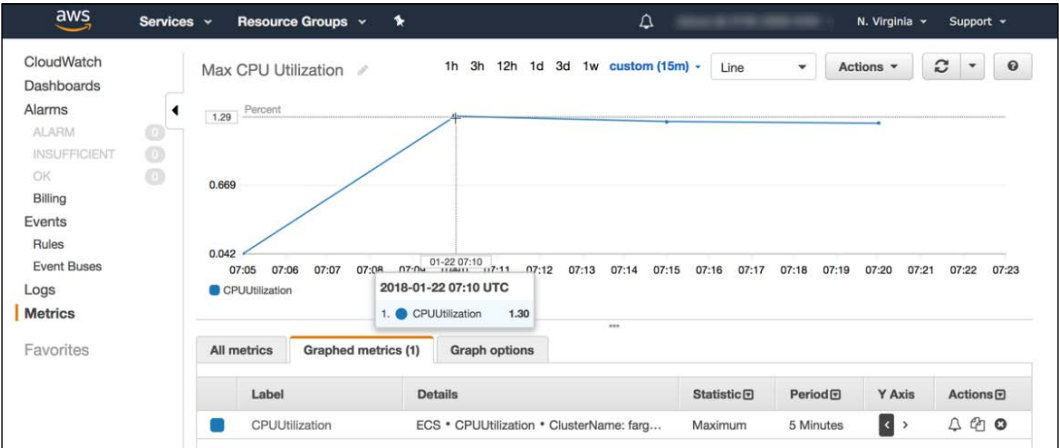 aws Services Resource Groups N. Virginia Support
CloudWatch
Dashboards
Alarms
ALARM 0
INSUFFICIENT 0
OK 0
Billing
Events
Rules
Event Buses
Logs
Metrics
Favorites
Max CPU Utilization 1h 3h 12h 1d 3d 1w custom (15m) Line Actions
Percent
1.29
0.669
0.042
01-22 07:10
07:05 07:06 07:07 07:08 07:09 07:11 07:12 07:13 07:14 07:15 07:16 07:17 07:18 07:19 07:20 07:21 07:22 07:23
CPUUtilization
2018-01-22 07:10 UTC
1. CPUUtilization 1.30
All metrics Graphed metrics (1) Graph options
Label Details Statistic Period Y Axis Actions
CPUUtilization ECS • CPUUtilization • ClusterName: farg... Maximum 5 Minutes